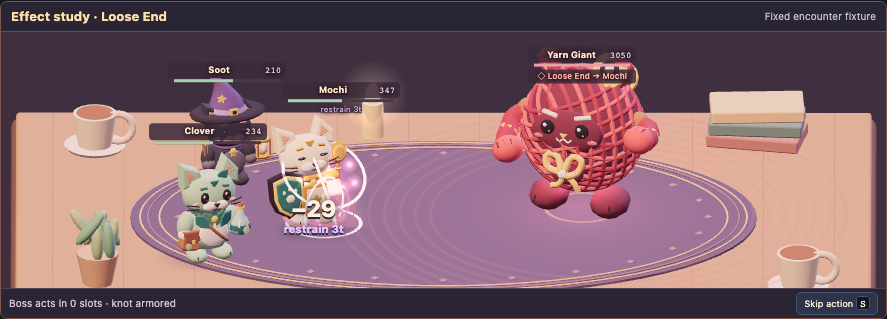 Effect study · Loose End
Fixed encounter fixture
Yarn Giant 3050
◇ Loose End → Mochi
Soot 210
Mochi 347
restrain 3t
Clover 234
−29
restrain 3t
Boss acts in 0 slots · knot armored
Skip action S